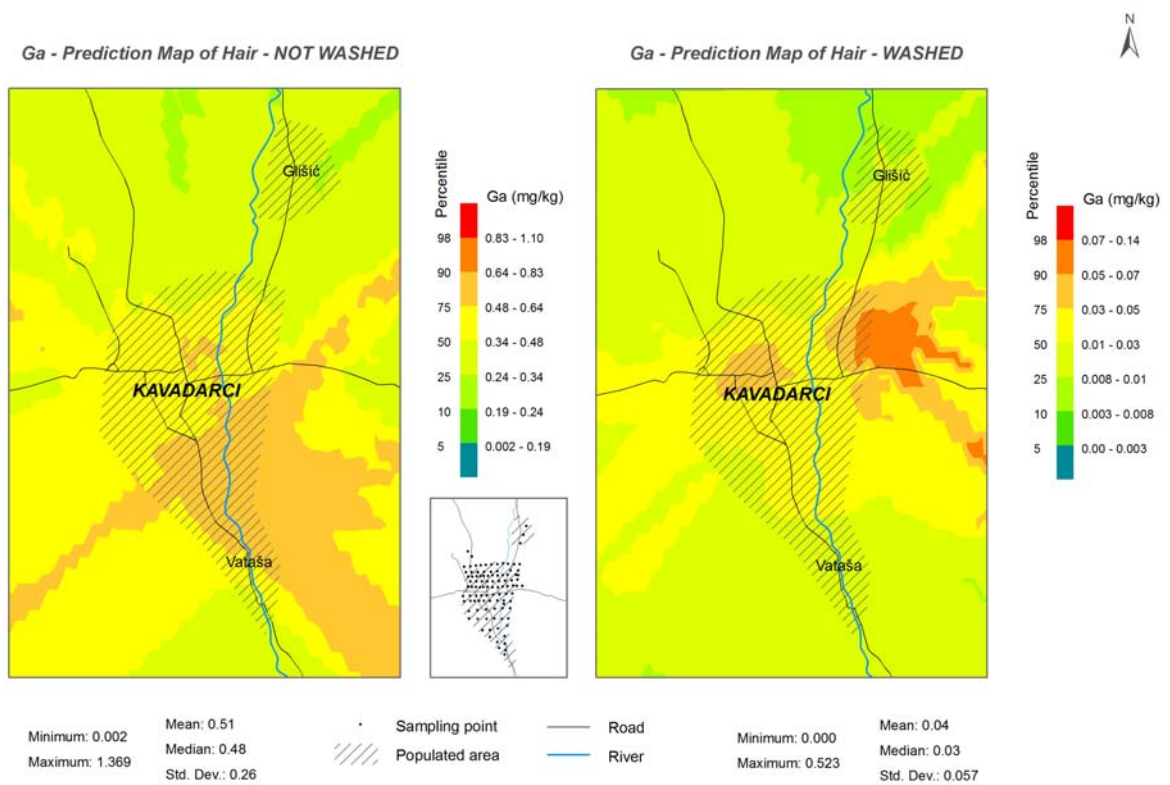 N
Ga - Prediction Map of Hair - NOT WASHED
Ga - Prediction Map of Hair - WASHED
Glišić
KAVADARCI
Vataša
Percentile
Ga (mg/kg)
98
90
75
50
25
10
5
0.83 - 1.10
0.64 - 0.83
0.48 - 0.64
0.34 - 0.48
0.24 - 0.34
0.19 - 0.24
0.002 - 0.19
Glišić
KAVADARCI
Vataša
Percentile
Ga (mg/kg)
98
90
75
50
25
10
5
0.07 - 0.14
0.05 - 0.07
0.03 - 0.05
0.01 - 0.03
0.008 - 0.01
0.003 - 0.008
0.00 - 0.003
Minimum: 0.002
Maximum: 1.369
Mean: 0.51
Median: 0.48
Std. Dev.: 0.26
Sampling point
Populated area
Road
River
Minimum: 0.000
Maximum: 0.523
Mean: 0.04
Median: 0.03
Std. Dev.: 0.057